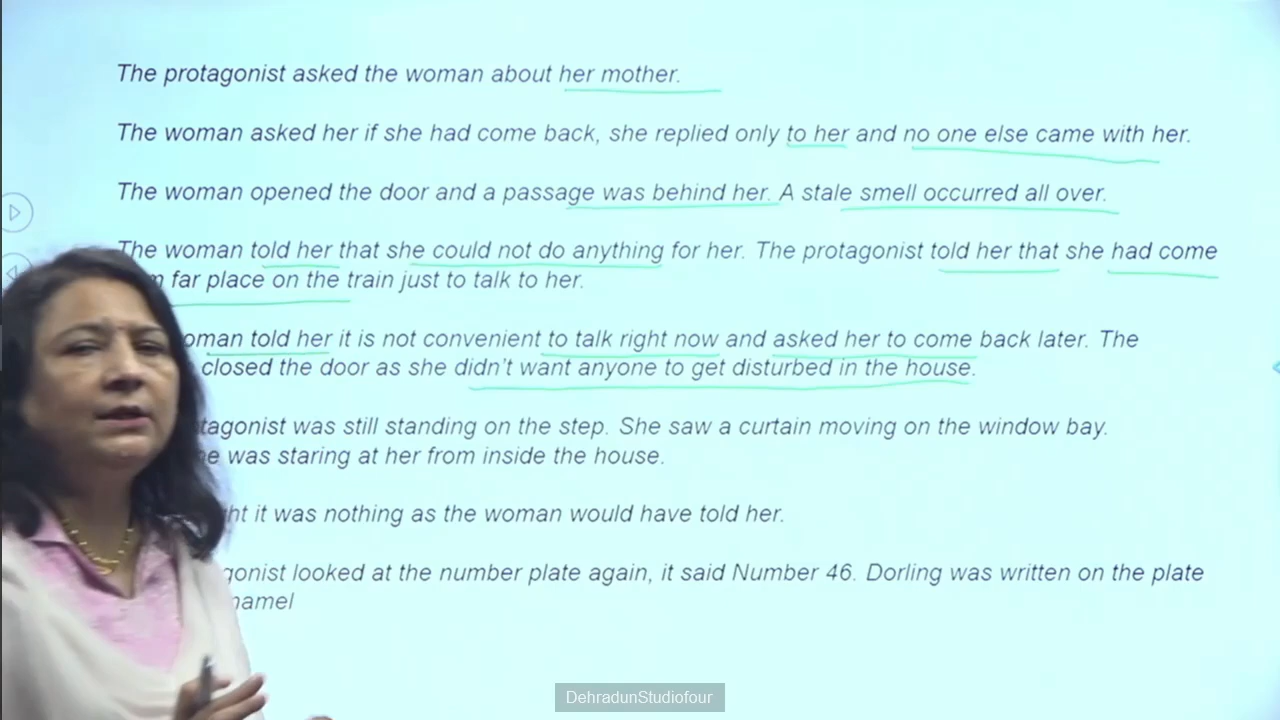 The protagonist asked the woman about her mother.
The woman asked her if she had come back, she replied only to her and no one else came with her.
The woman opened the door and a passage was behind her. A stale smell occurred all over.
The woman told her that she could not do anything for her. The protagonist told her that she had come
far place on the train just to talk to her.
told her it is not convenient to talk right now and asked her to come back later. The
closed the door as she didn't want anyone to get disturbed in the house.
was still standing on the step. She saw a curtain moving on the window bay.
was staring at her from inside the house.
it was nothing as the woman would have told her.
looked at the number plate again, it said Number 46. Dorling was written on the plate
DehradunStudiofour